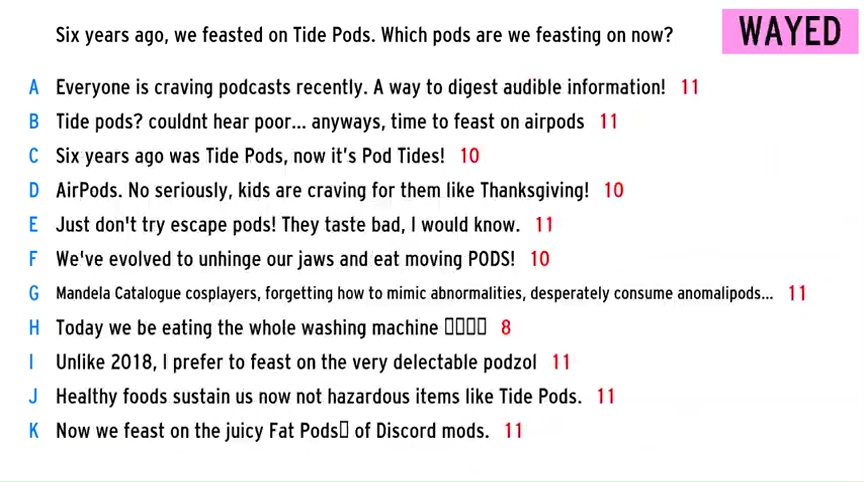 Six years ago, we feasted on Tide Pods. Which pods are we feasting on now?
WAYED
A Everyone is craving podcasts recently. A way to digest audible information! 11
B Tide pods? couldnt hear poor... anyways, time to feast on airpods 11
C Six years ago was Tide Pods, now it's Pod Tides! 10
D AirPods. No seriously, kids are craving for them like Thanksgiving! 10
E Just don't try escape pods! They taste bad, I would know. 11
F We've evolved to unhinge our jaws and eat moving PODS! 10
G Mandela Catalogue cosplayers, forgetting how to mimic abnormalities, desperately consume anomalipods... 11
H Today we be eating the whole washing machine ▯▯▯▯ 8
I Unlike 2018, I prefer to feast on the very delectable podzol 11
J Healthy foods sustain us now not hazardous items like Tide Pods. 11
K Now we feast on the juicy Fat Pods▯ of Discord mods. 11